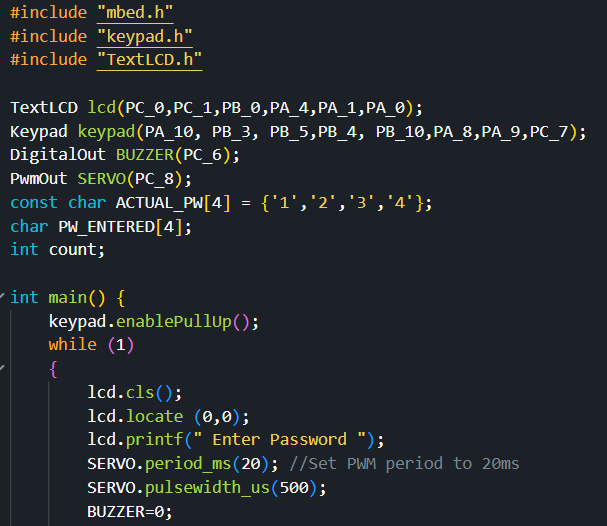 #include "mbed.h"
#include "keypad.h"
#include "TextLCD.h"
TextLCD lcd(PC_0,PC_1,PB_0,PA_4,PA_1,PA_0);
Keypad keypad(PA_10, PB_3, PB_5,PB_4, PB_10,PA_8,PA_9,PC_7);
DigitalOut BUZZER(PC_6);
PwmOut SERVO(PC_8);
const char ACTUAL_PW[4] = {'1','2','3','4'};
char PW_ENTERED[4];
int count;
int main() {
    keypad.enablePullUp();
    while (1)
    {
        lcd.cls();
        lcd.locate (0,0);
        lcd.printf(" Enter Password ");
        SERVO.period_ms(20); //Set PWM period to 20ms
        SERVO.pulsewidth_us(500);
        BUZZER=0;